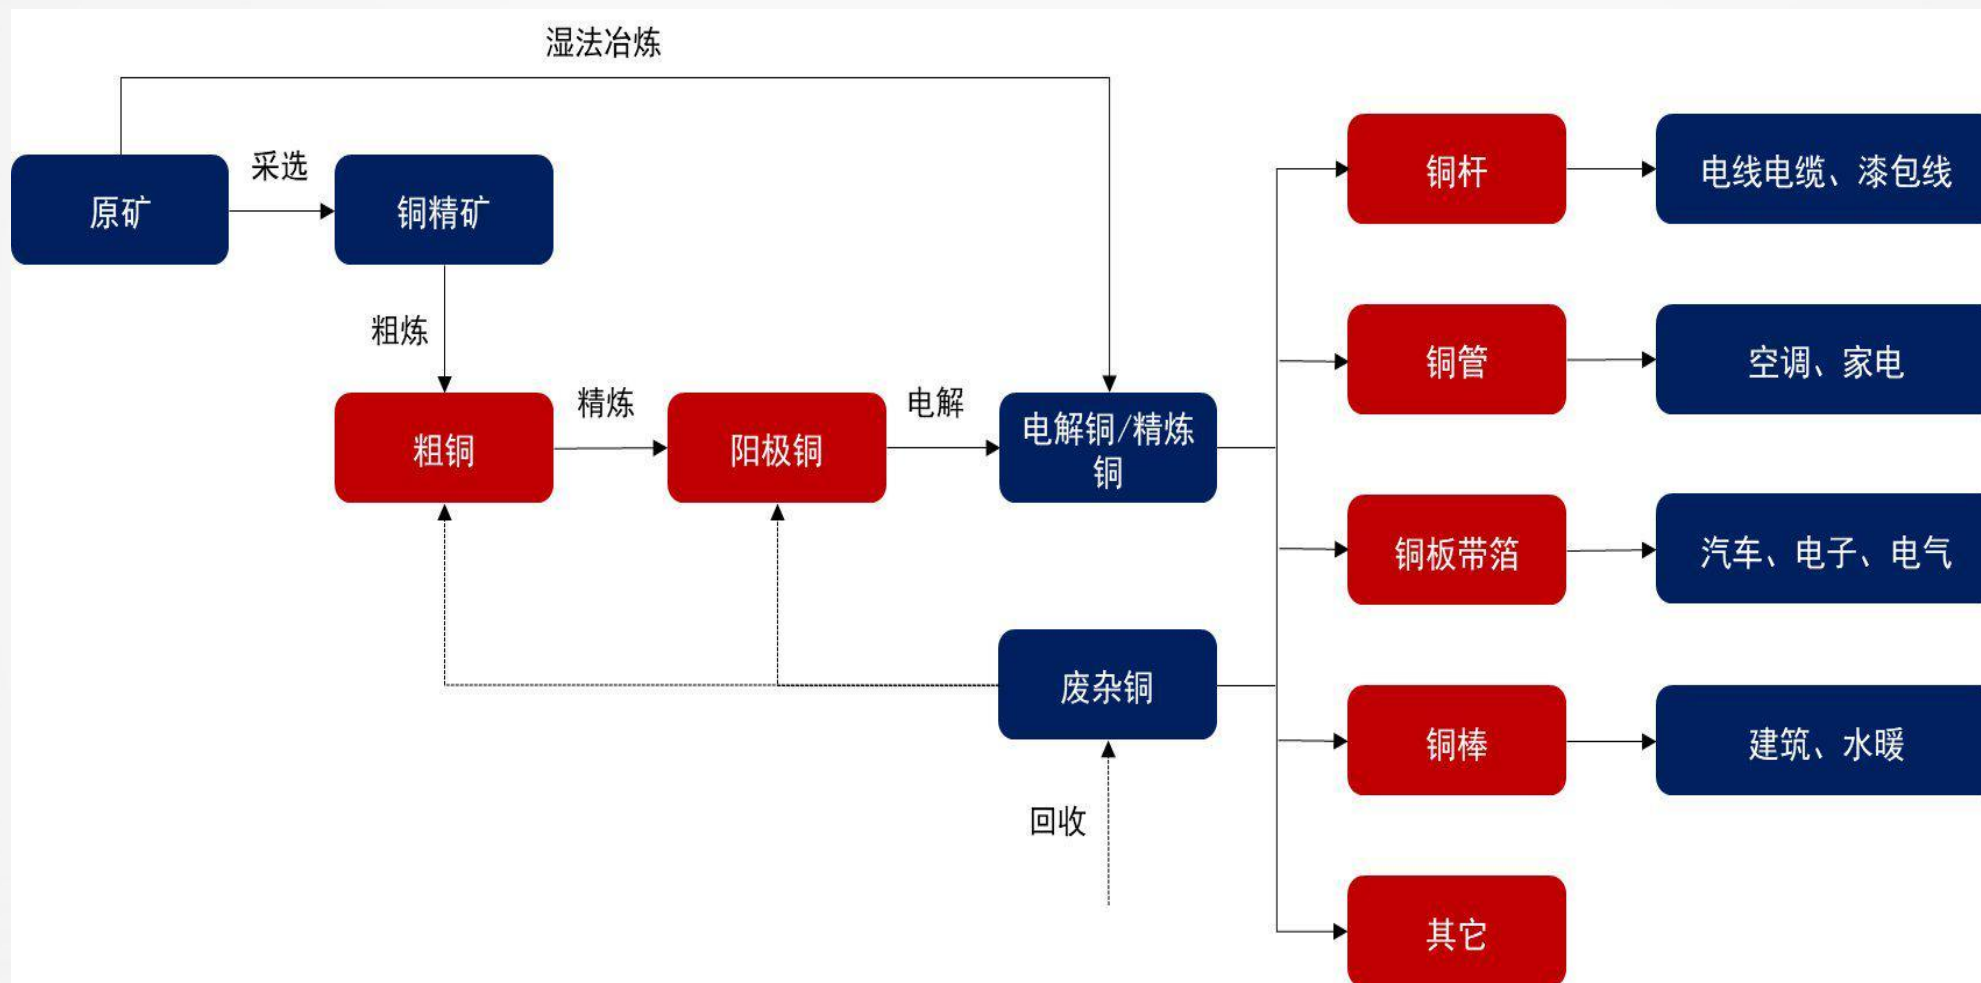 湿法冶炼
原矿
采选
铜精矿
粗炼
粗铜
精炼
阳极铜
电解
电解铜/精炼
铜
废杂铜
回收
铜杆
电线电缆、漆包线
铜管
空调、家电
铜板带箔
汽车、电子、电气
铜棒
建筑、水暖
其它